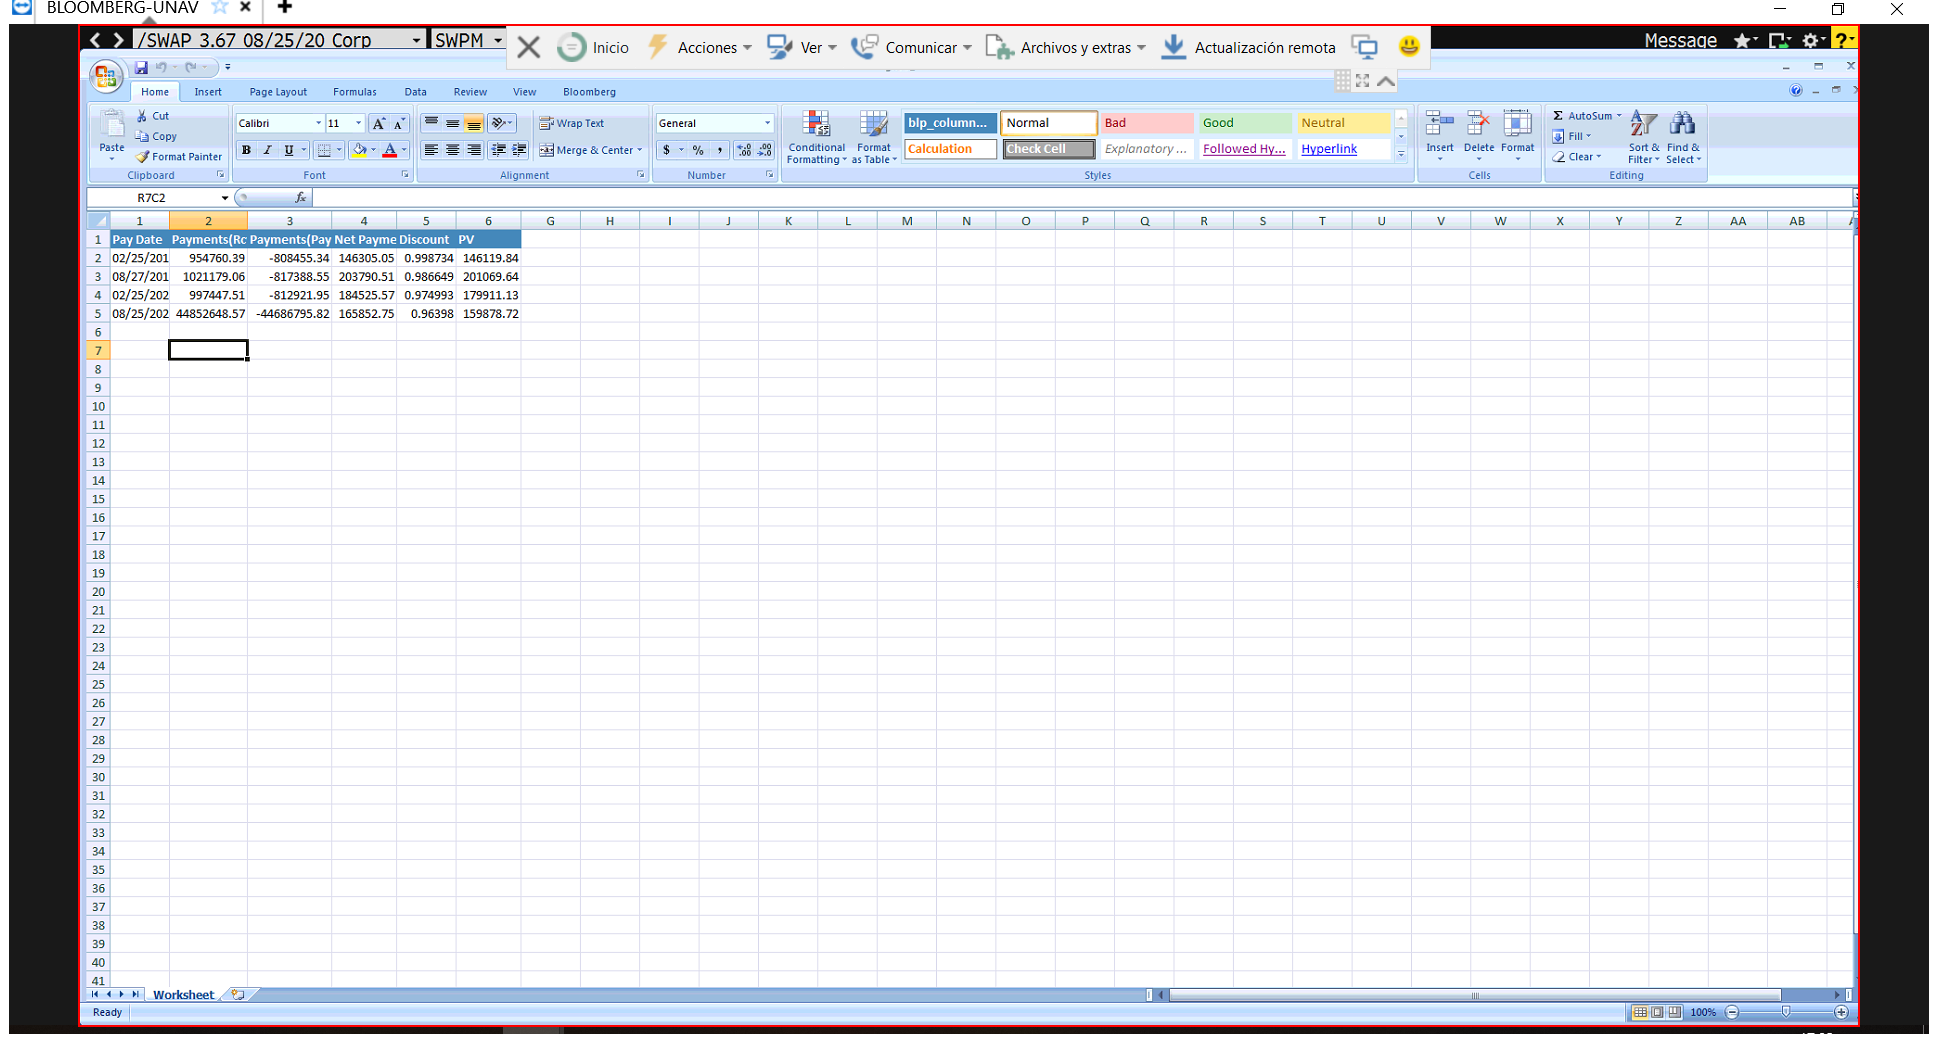 BLOOMBERG-UNAV
/SWAP 3.67 08/25/20 Corp SWPM
Inicio Acciones Ver Comunicar Archivos y extras Actualización remota
Message ?
Home Insert Page Layout Formulas Data Review View Bloomberg
Paste Cut Copy Format Painter Clipboard
Calibri 11 B I U Font
Wrap Text Merge & Center Alignment
General $ % , Number
Conditional Formatting Format as Table
blp_column... Normal Bad Good Neutral
Calculation Check Cell Explanatory ... Followed Hy... Hyperlink
Styles
Insert Delete Format Cells
Σ AutoSum Fill Clear Sort & Filter Find & Select Editing
R7C2 fx
1 2 3 4 5 6 G H I J K L M N O P Q R S T U V W X Y Z AA AB
1 Pay Date Payments(Rc Payments(Pay Net Payme Discount PV
2 02/25/201 954760.39 -808455.34 146305.05 0.998734 146119.84
3 08/27/201 1021179.06 -817388.55 203790.51 0.986649 201069.64
4 02/25/202 997447.51 -812921.95 184525.57 0.974993 179911.13
5 08/25/202 44852648.57 -44686795.82 165852.75 0.96398 159878.72
6
7
8
9
10
11
12
13
14
15
16
17
18
19
20
21
22
23
24
25
26
27
28
29
30
31
32
33
34
35
36
37
38
39
40
41
Worksheet
Ready 100%